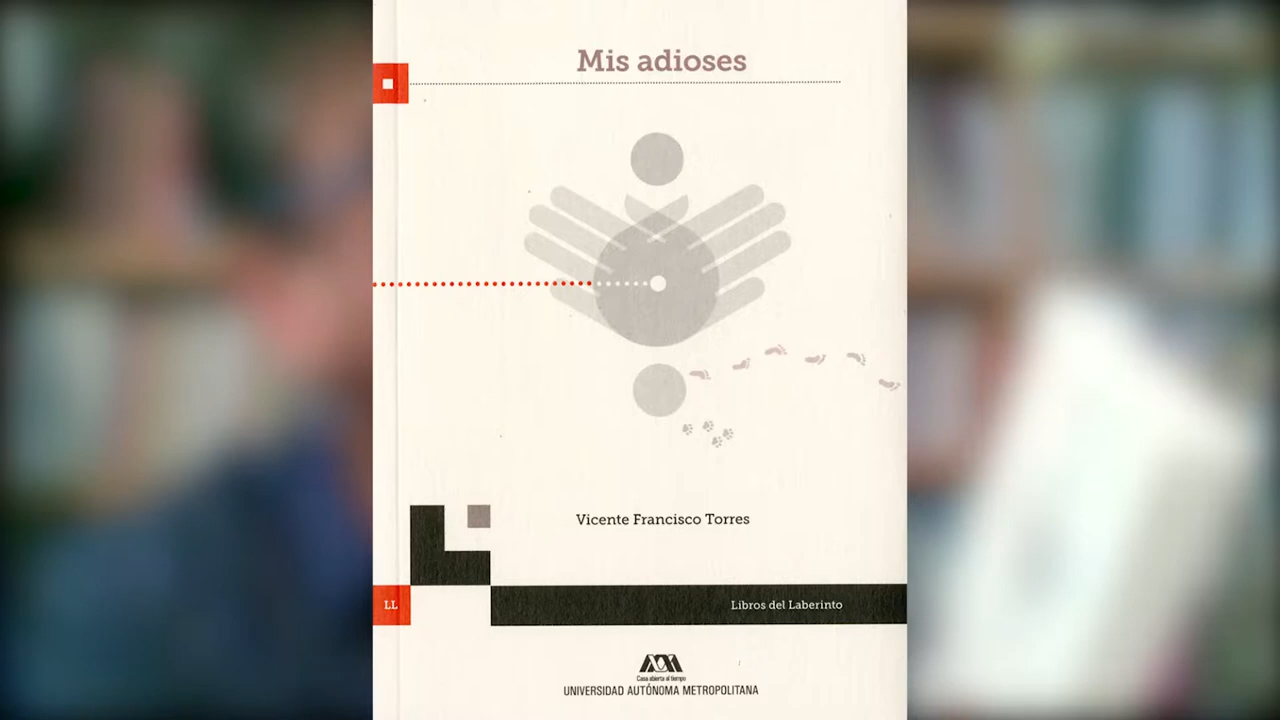 Mis adioses
Vicente Francisco Torres
LL
Libros del Laberinto
Casa abierta al tiempo
UNIVERSIDAD AUTÓNOMA METROPOLITANA